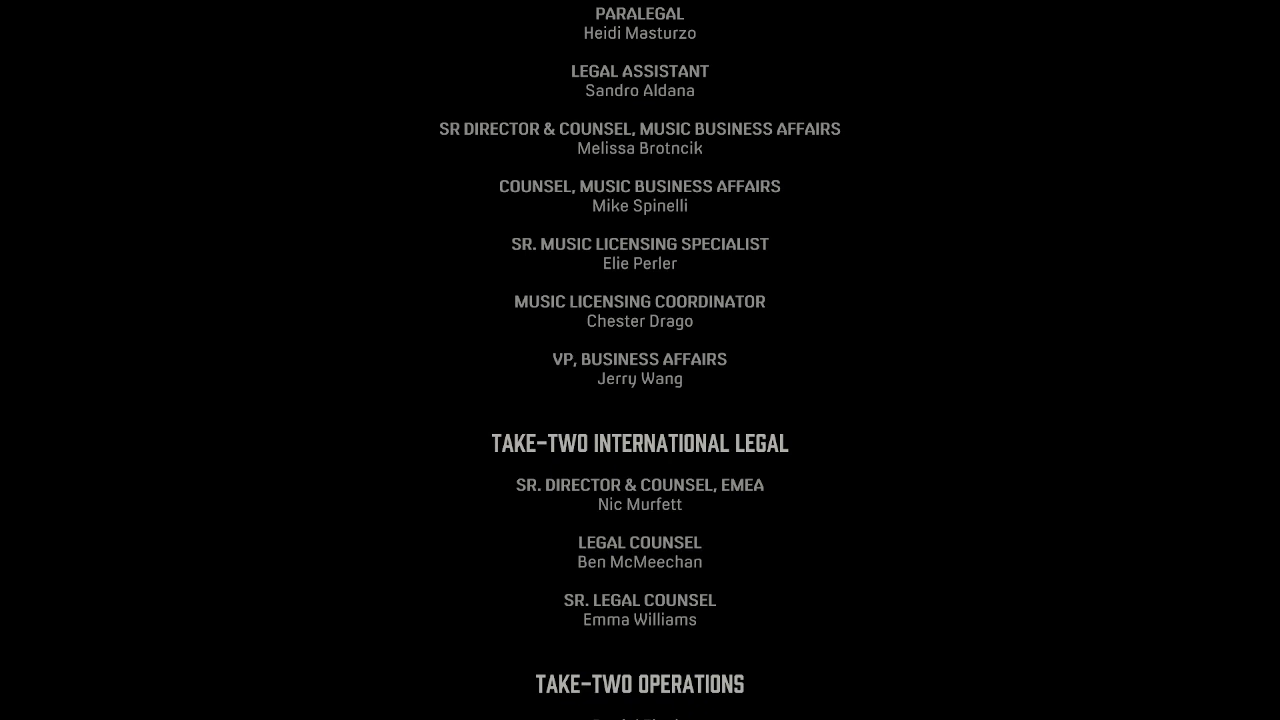 PARALEGAL
Heidi Masturzo
LEGAL ASSISTANT
Sandro Aldana
SR DIRECTOR & COUNSEL, MUSIC BUSINESS AFFAIRS
Melissa Brotncik
COUNSEL, MUSIC BUSINESS AFFAIRS
Mike Spinelli
SR. MUSIC LICENSING SPECIALIST
Elie Perler
MUSIC LICENSING COORDINATOR
Chester Drago
VP, BUSINESS AFFAIRS
Jerry Wang
TAKE-TWO INTERNATIONAL LEGAL
SR. DIRECTOR & COUNSEL, EMEA
Nic Murfett
LEGAL COUNSEL
Ben McMeechan
SR. LEGAL COUNSEL
Emma Williams
TAKE-TWO OPERATIONS